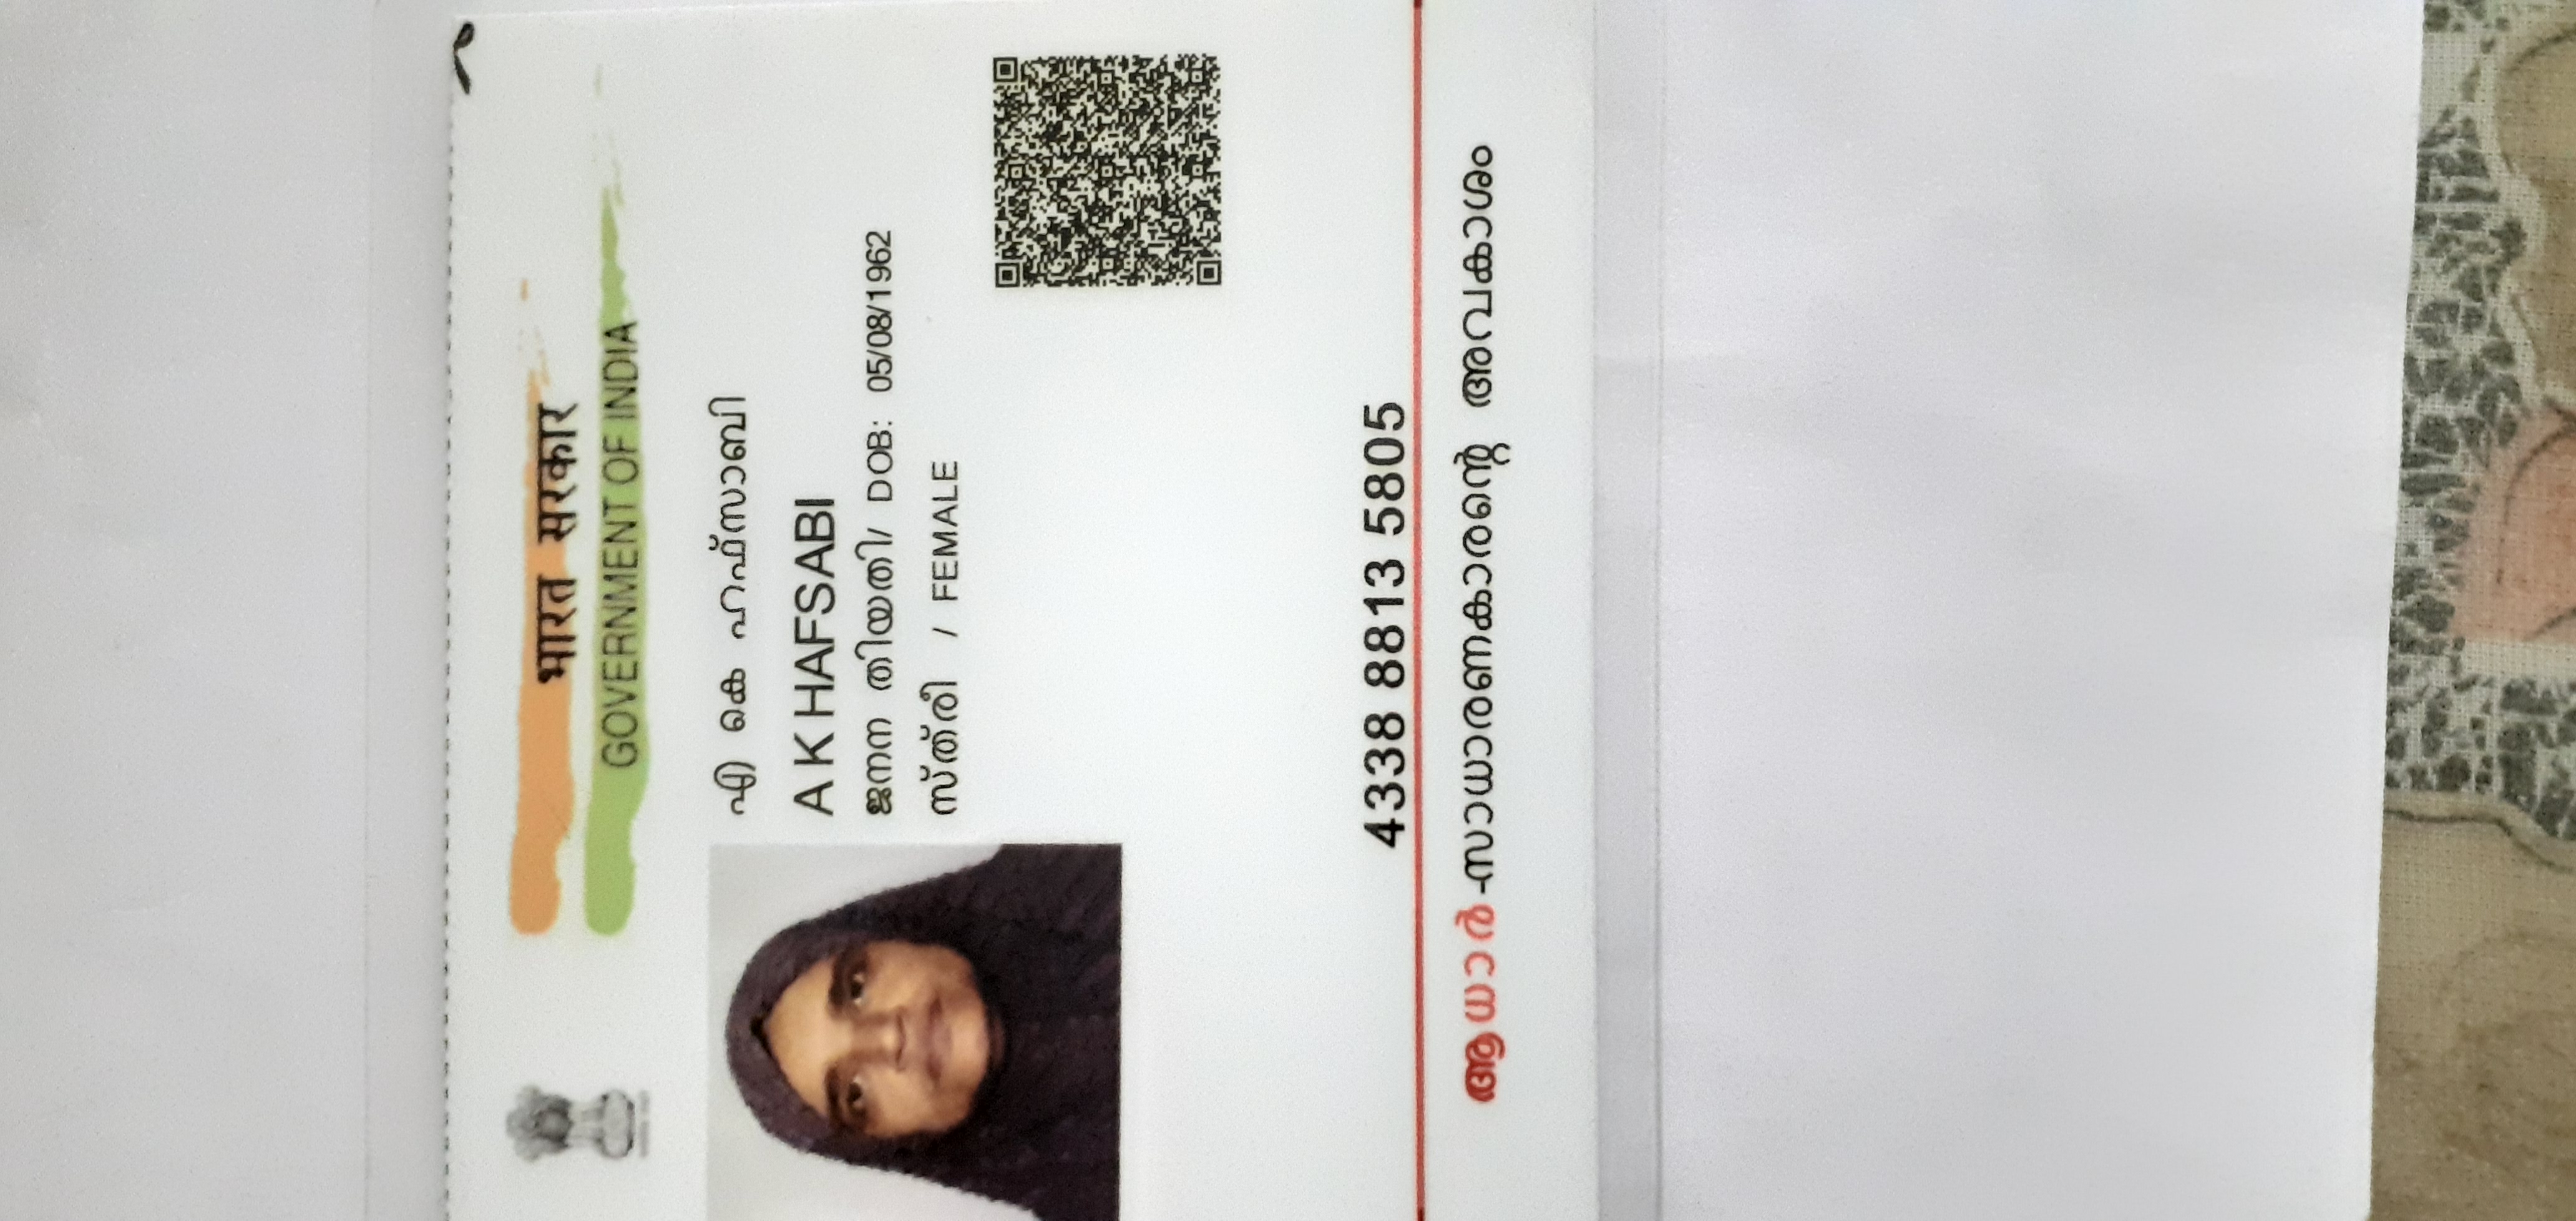 भारत सरकार
GOVERNMENT OF INDIA
എ കെ ഹഫ്സാബി
A K HAFSABI
ജനന തിയതി/ DOB: 05/08/1962
സ്ത്രീ / FEMALE
4338 8813 5805
ആധാർ-സാധാരണകാരന്റെ അവകാശം